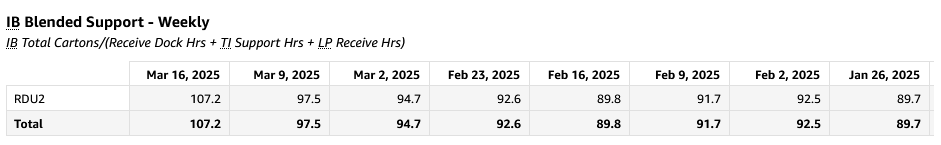 IB Blended Support - Weekly
IB Total Cartons/(Receive Dock Hrs + TI Support Hrs + LP Receive Hrs)
Mar 16, 2025 Mar 9, 2025 Mar 2, 2025 Feb 23, 2025 Feb 16, 2025 Feb 9, 2025 Feb 2, 2025 Jan 26, 2025
RDU2 107.2 97.5 94.7 92.6 89.8 91.7 92.5 89.7
Total 107.2 97.5 94.7 92.6 89.8 91.7 92.5 89.7